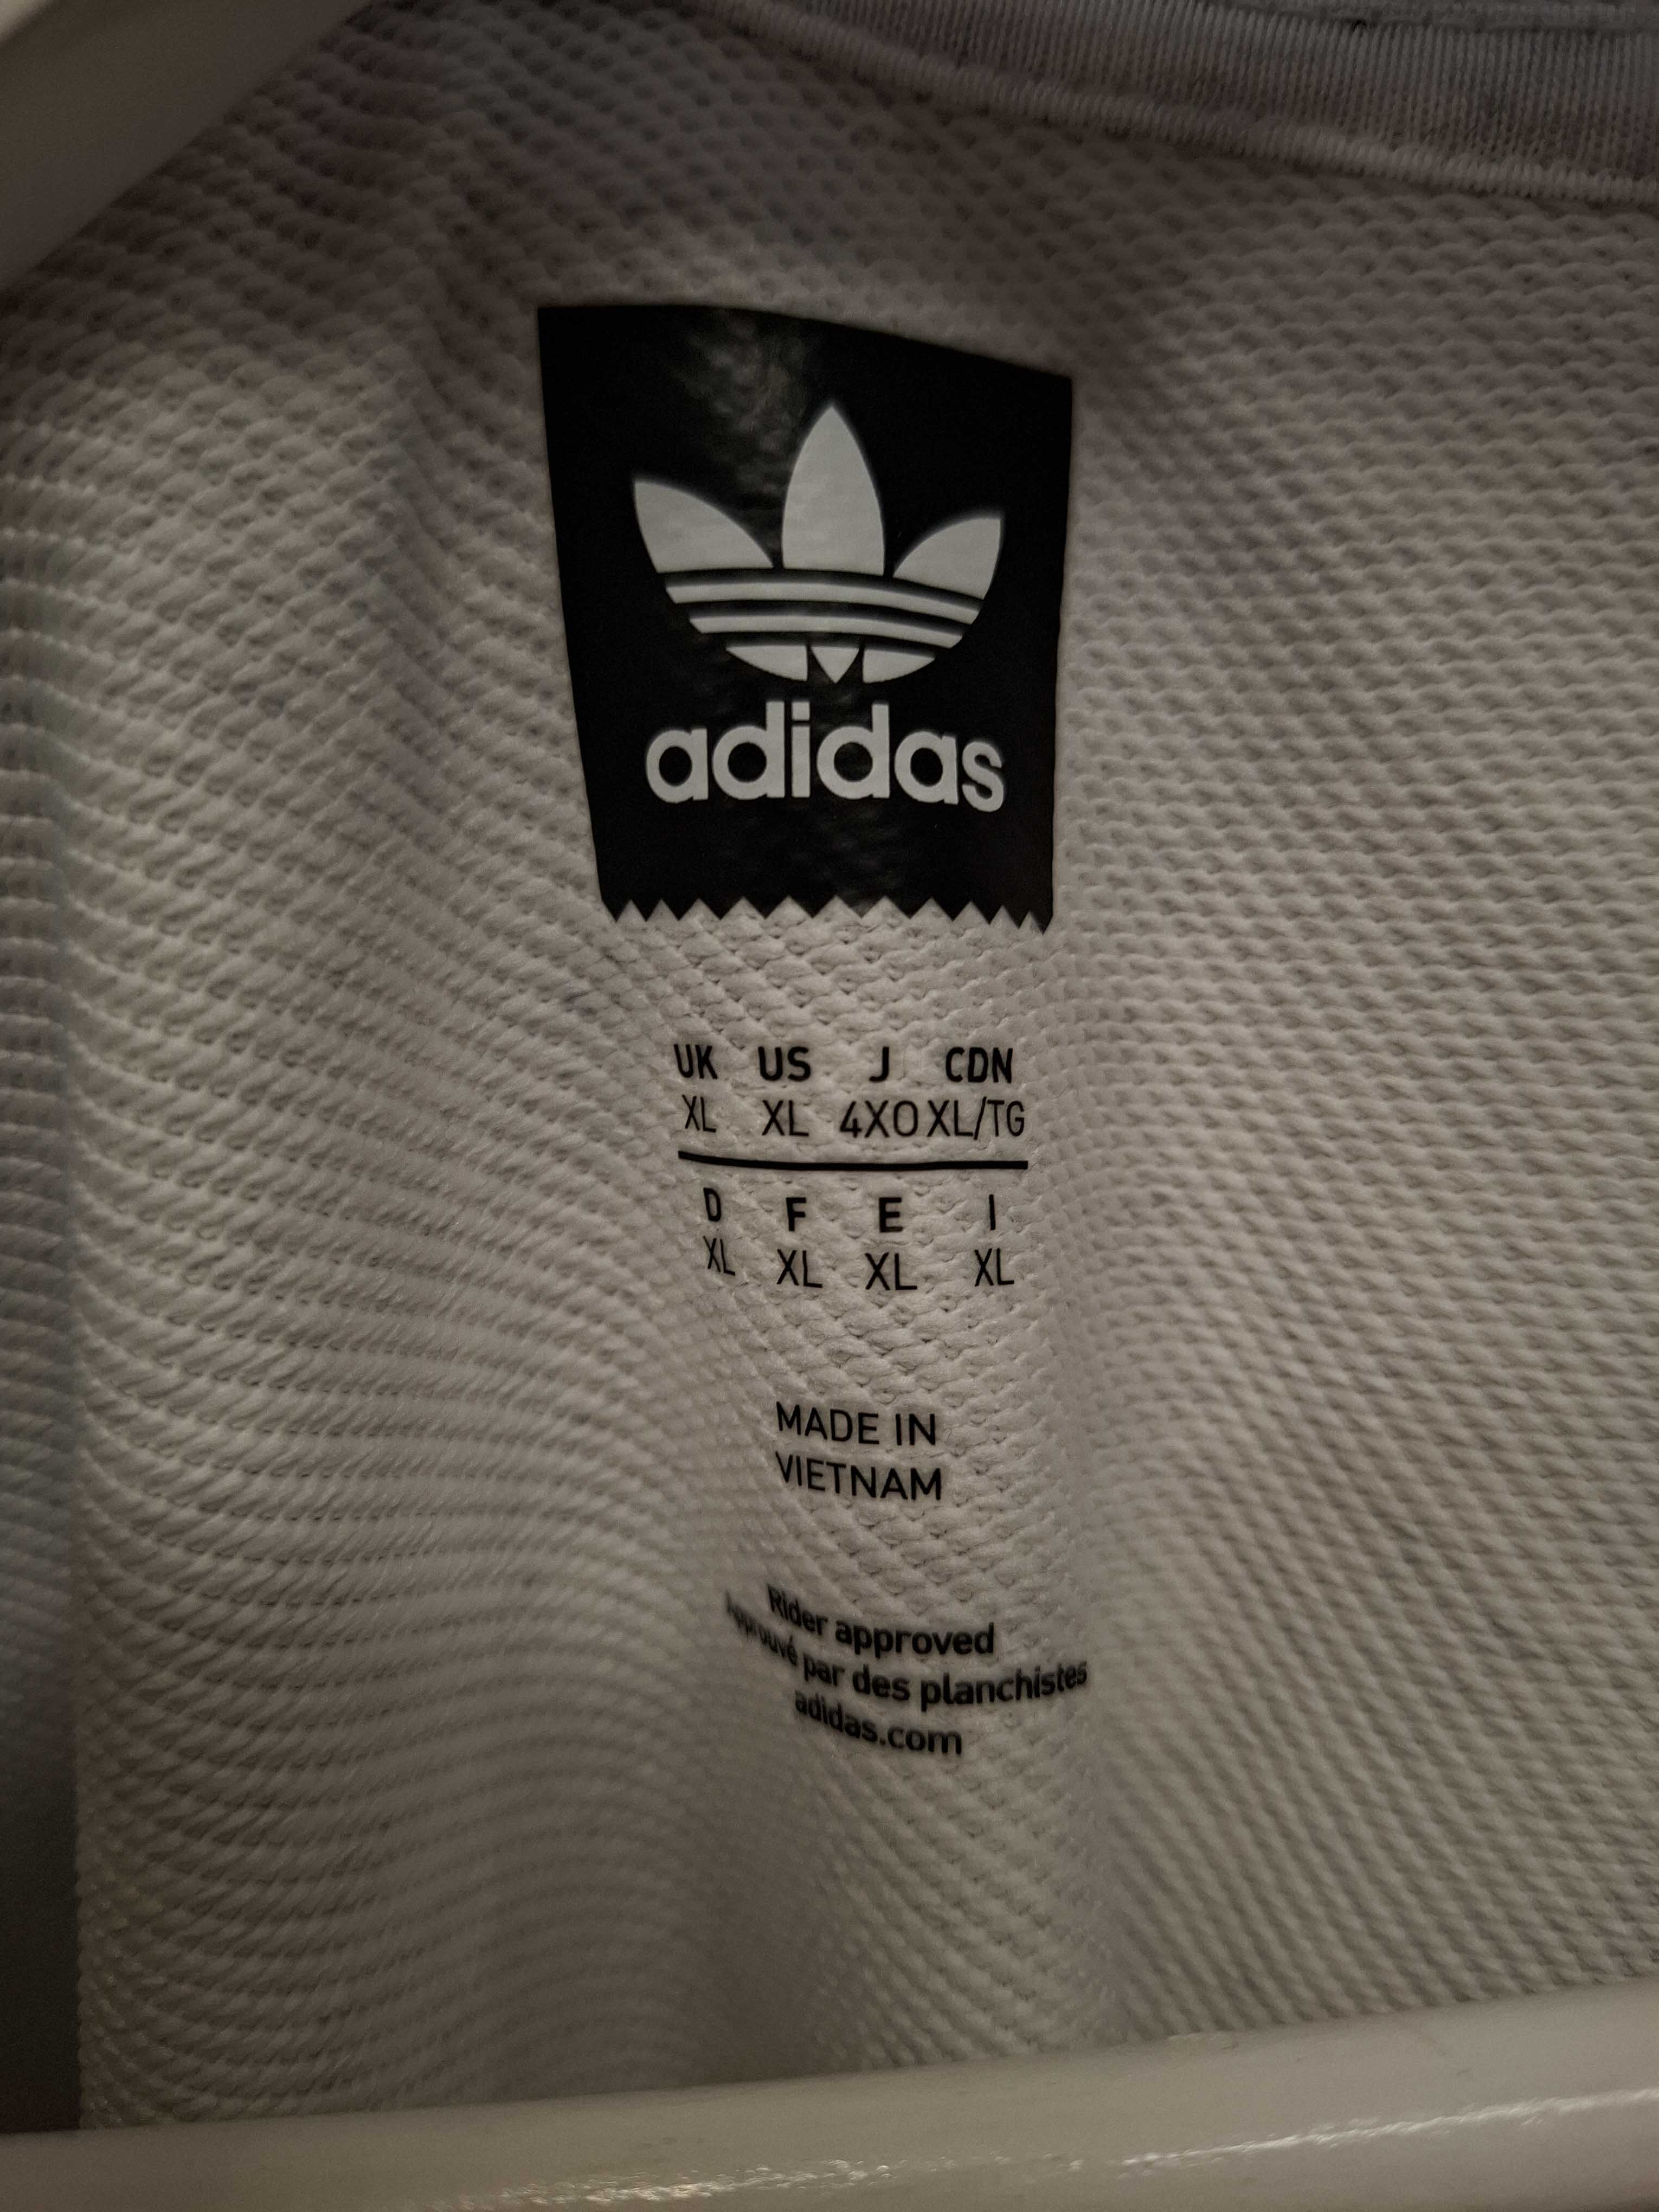 adidas
UK US J CDN
XL XL 4XO XL/TG
D F E I
XL XL XL XL
MADE IN
VIETNAM
Rider approved
Approuvé par des planchistes
adidas.com